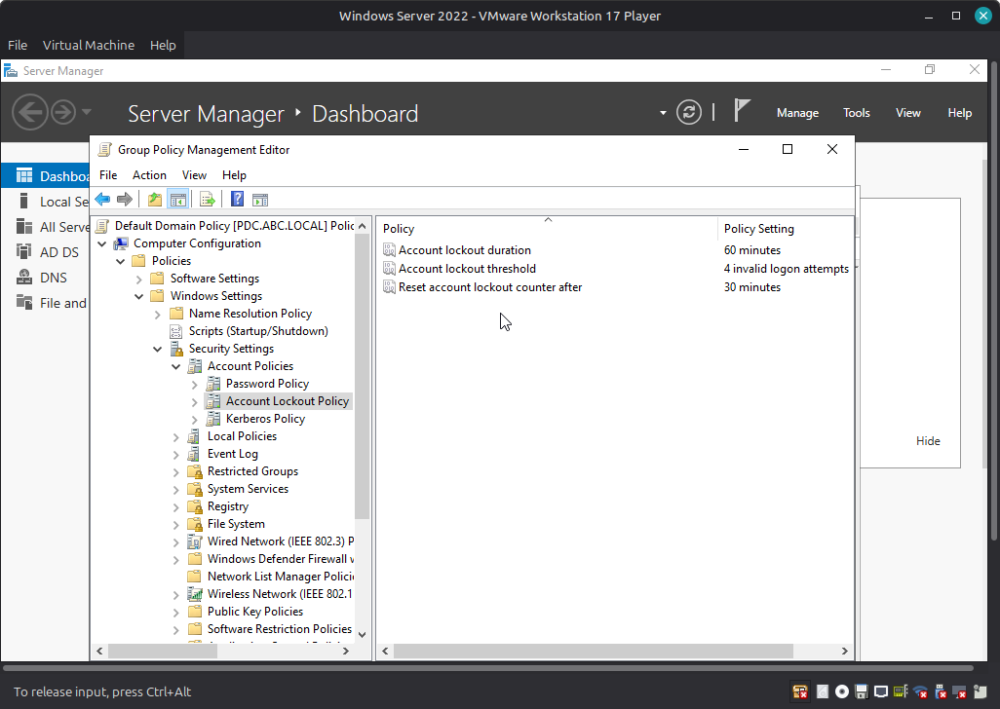 Windows Server 2022 - VMware Workstation 17 Player
File Virtual Machine Help
Server Manager
Server Manager Dashboard
Manage Tools View Help
Dashboa
Local Se
All Serve
AD DS
DNS
File and
Group Policy Management Editor
File Action View Help
Default Domain Policy [PDC.ABC.LOCAL] Polic
Computer Configuration
Policies
Software Settings
Windows Settings
Name Resolution Policy
Scripts (Startup/Shutdown)
Security Settings
Account Policies
Password Policy
Account Lockout Policy
Kerberos Policy
Local Policies
Event Log
Restricted Groups
System Services
Registry
File System
Wired Network (IEEE 802.3) P
Windows Defender Firewall w
Network List Manager Policie
Wireless Network (IEEE 802.1
Public Key Policies
Software Restriction Policies
Policy Policy Setting
Account lockout duration 60 minutes
Account lockout threshold 4 invalid logon attempts
Reset account lockout counter after 30 minutes
Hide
To release input, press Ctrl+Alt